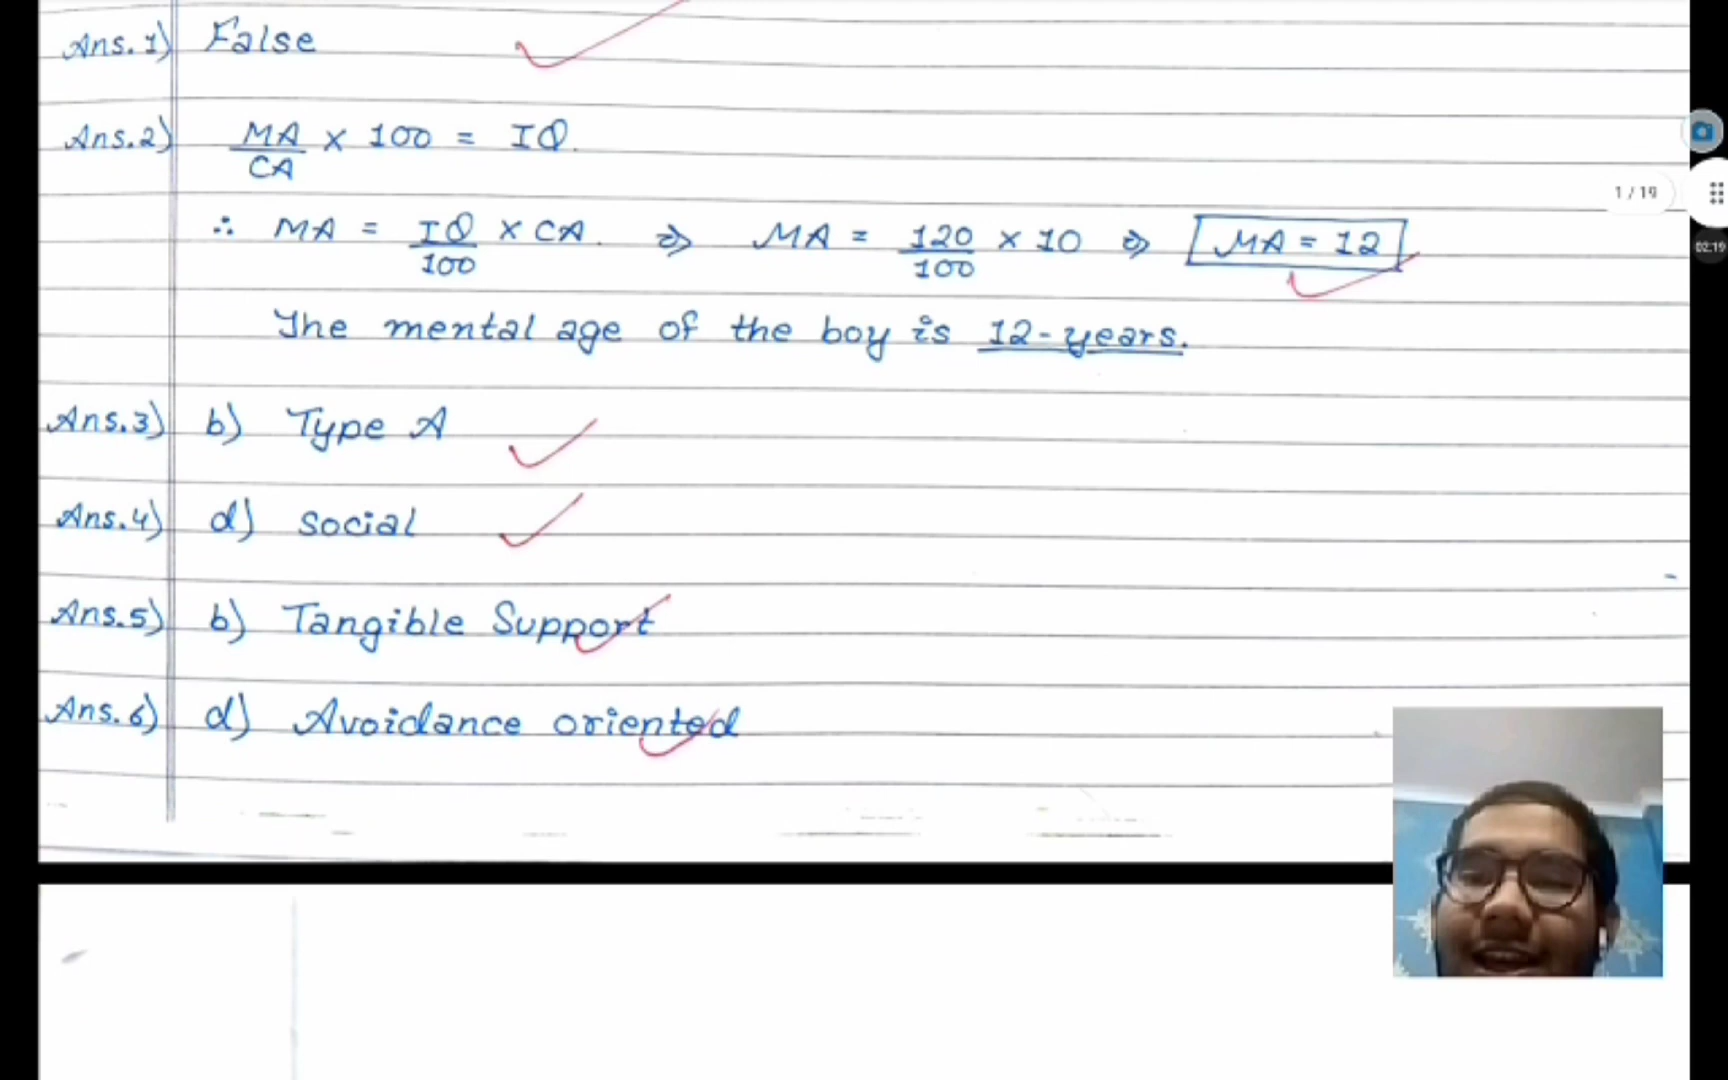 Ans.1) False
Ans.2) MA/CA × 100 = IQ.
1 / 19
∴ MA = IQ/100 × CA. ⇒ MA = 120/100 × 10 ⇒ MA = 12
02:19
The mental age of the boy is 12-years.
Ans.3) b) Type A
Ans.4) d) Social
Ans.5) b) Tangible Support
Ans.6) d) Avoidance oriented